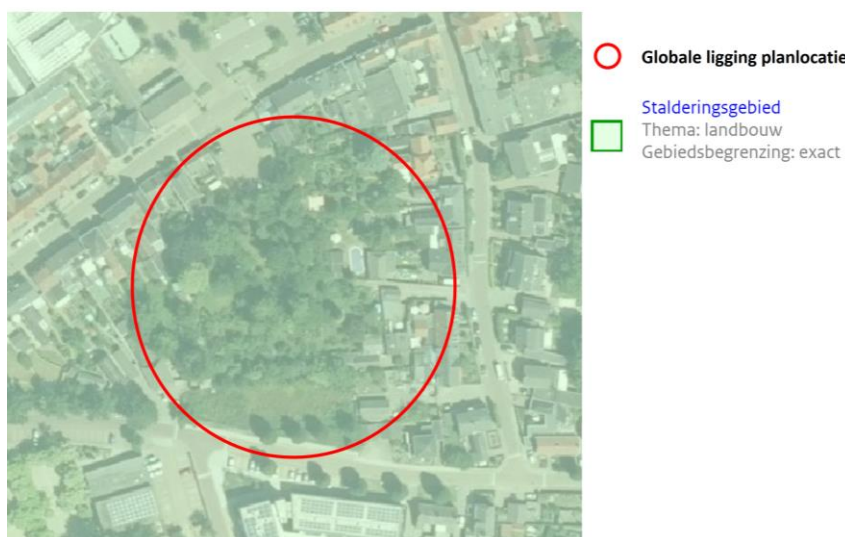 Globale ligging planlocatie
Stalderingsgebied
Thema: landbouw
Gebiedsbegrenzing: exact